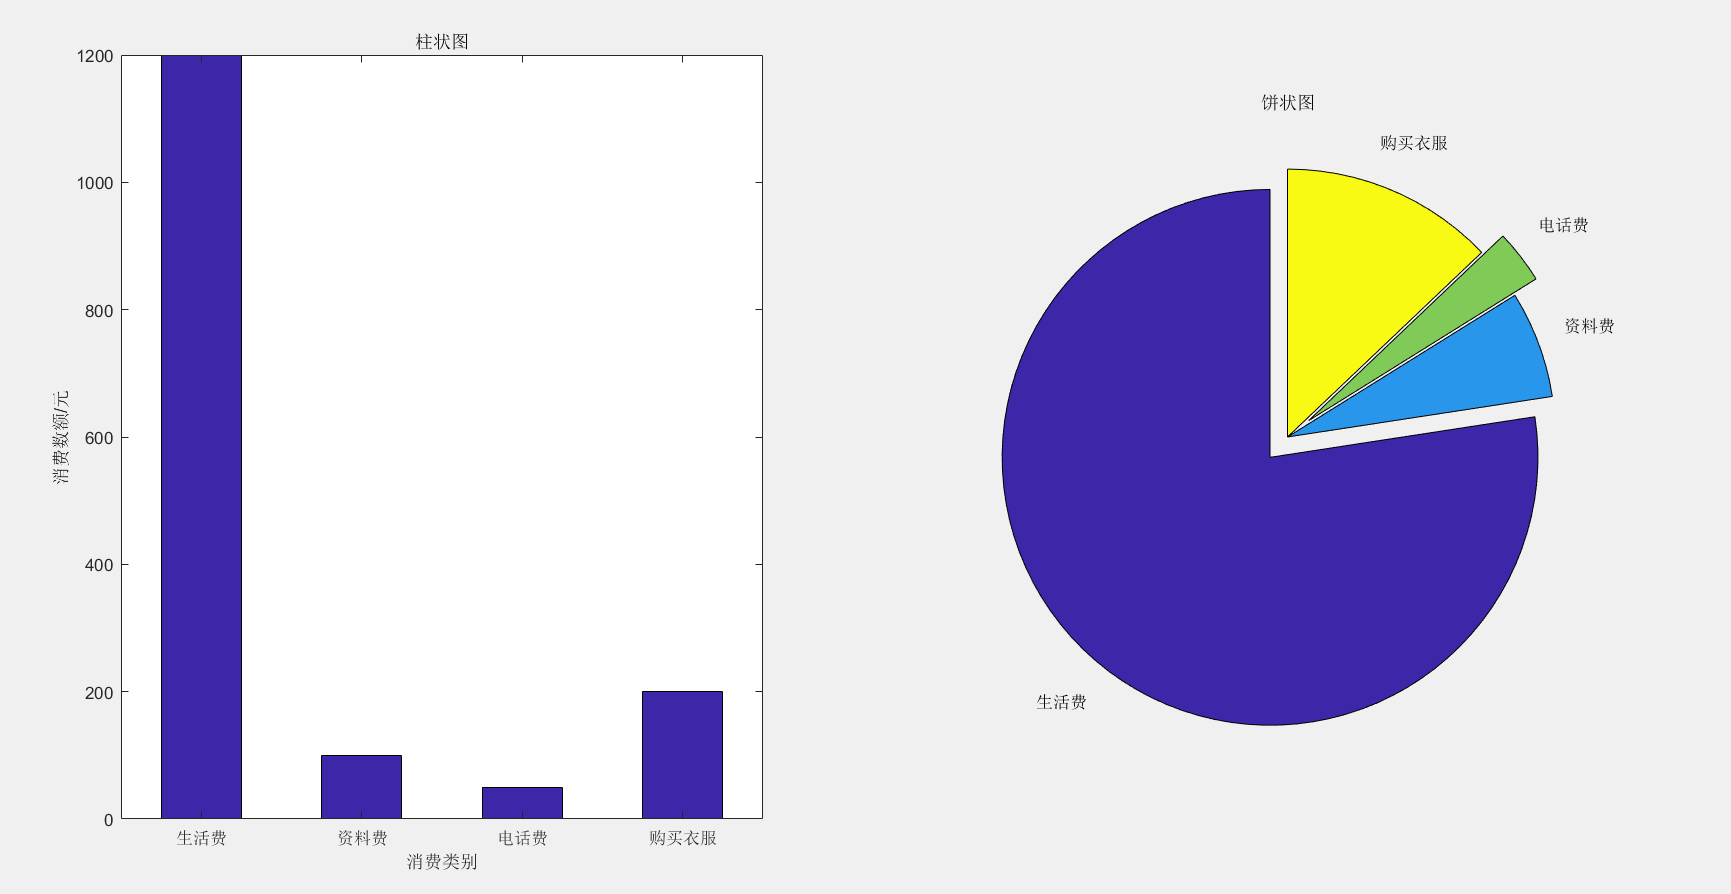 柱状图
1200
1000
800
600
400
200
0
消费数额/元
生活费 资料费 电话费 购买衣服
消费类别
饼状图
购买衣服
电话费
资料费
生活费